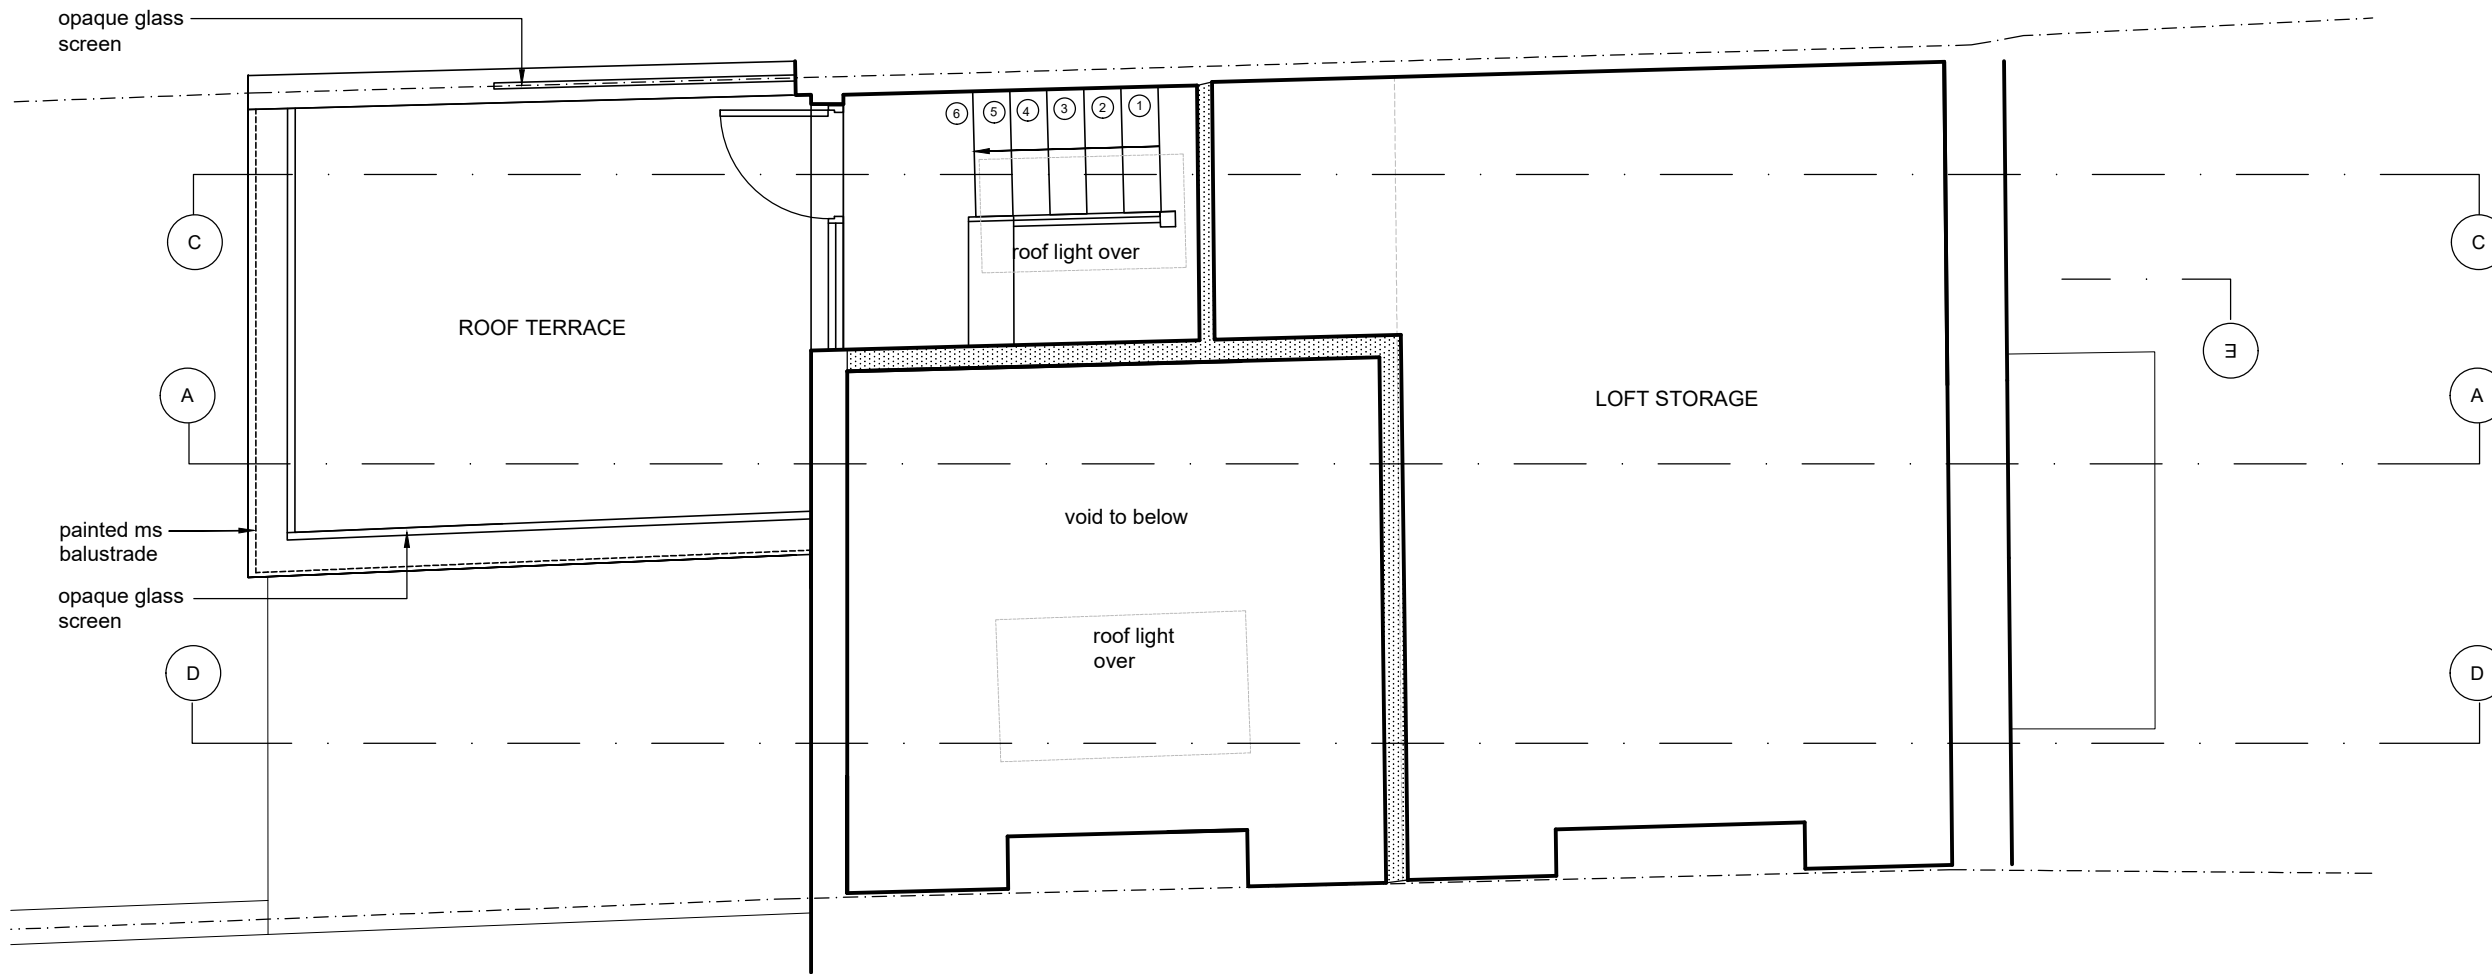 opaque glass
screen
6
5
4
3
2
1
C
C
roof light over
E
ROOF TERRACE
A
A
LOFT STORAGE
painted ms
balustrade
void to below
opaque glass
screen
roof light
over
D
D